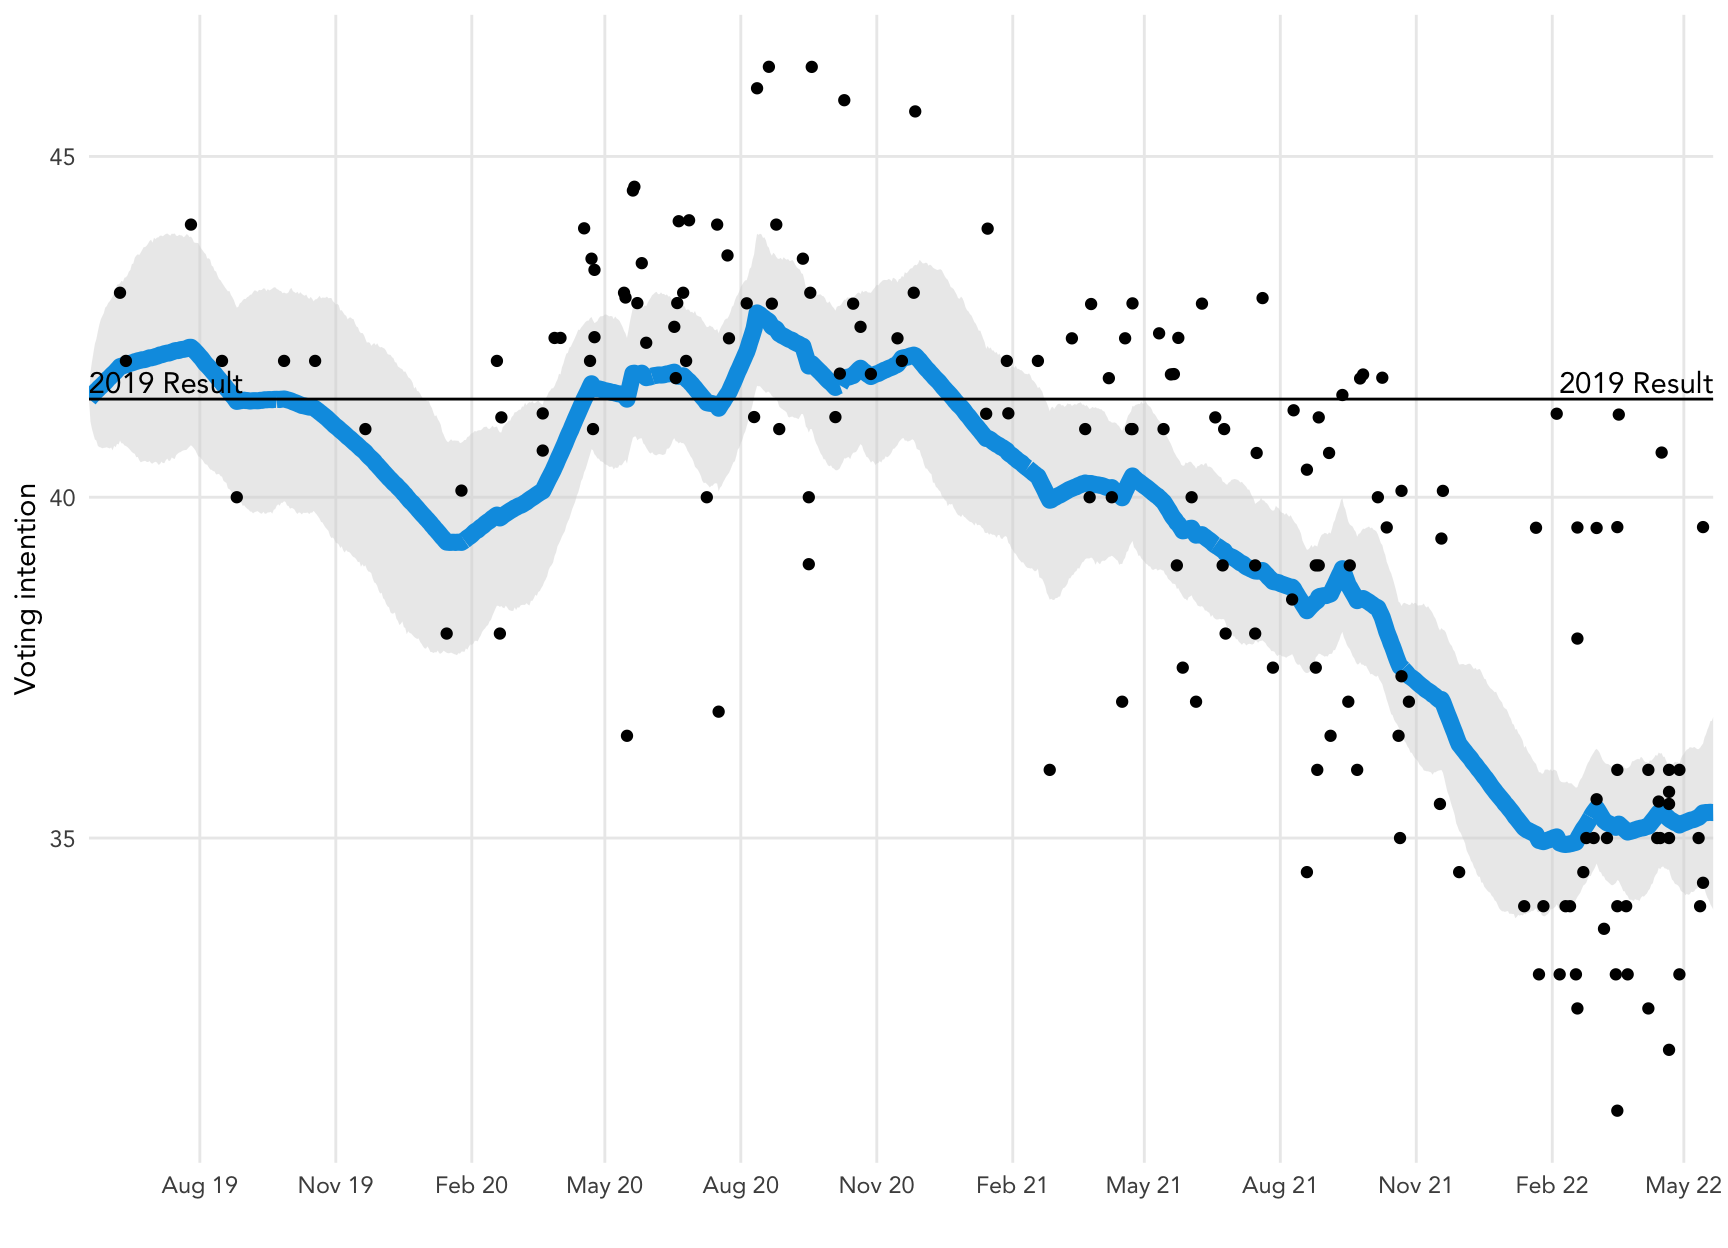 45
40
35
Voting intention
2019 Result
2019 Result
Aug 19
Nov 19
Feb 20
May 20
Aug 20
Nov 20
Feb 21
May 21
Aug 21
Nov 21
Feb 22
May 22